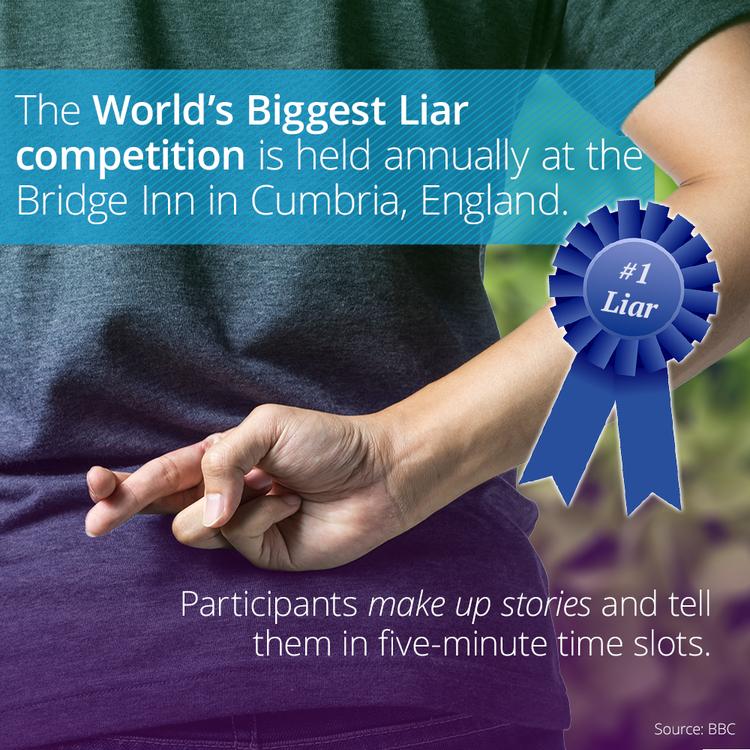 The World's Biggest Liar
competition is held annually at the
Bridge Inn in Cumbria, England.
#1
Liar
Participants make up stories and tell
them in five-minute time slots.
Source: BBC